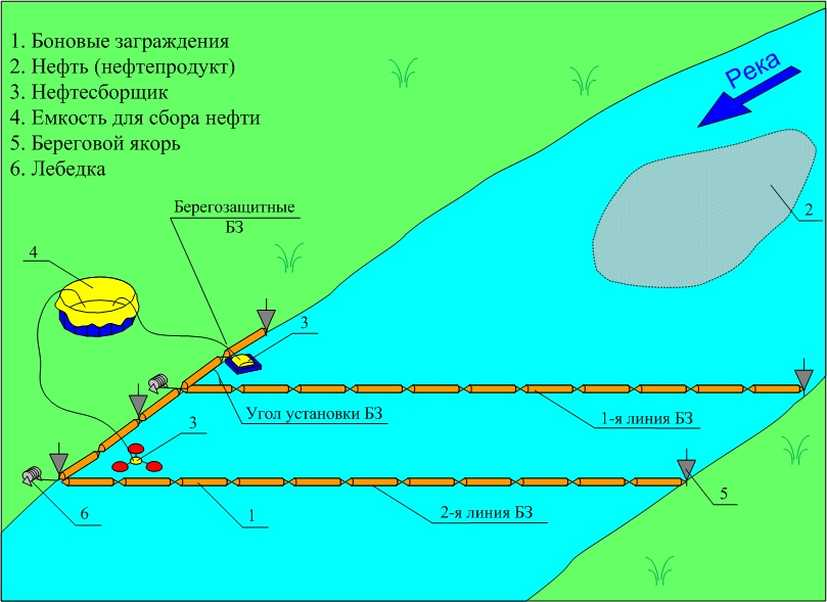 1. Боновые заграждения
2. Нефть (нефтепродукт)
3. Нефтесборщик
4. Емкость для сбора нефти
5. Береговой якорь
6. Лебедка
Река
2
Берегозащитные
БЗ
4
3
Угол установки БЗ
1-я линия БЗ
3
5
6
1
2-я линия БЗ